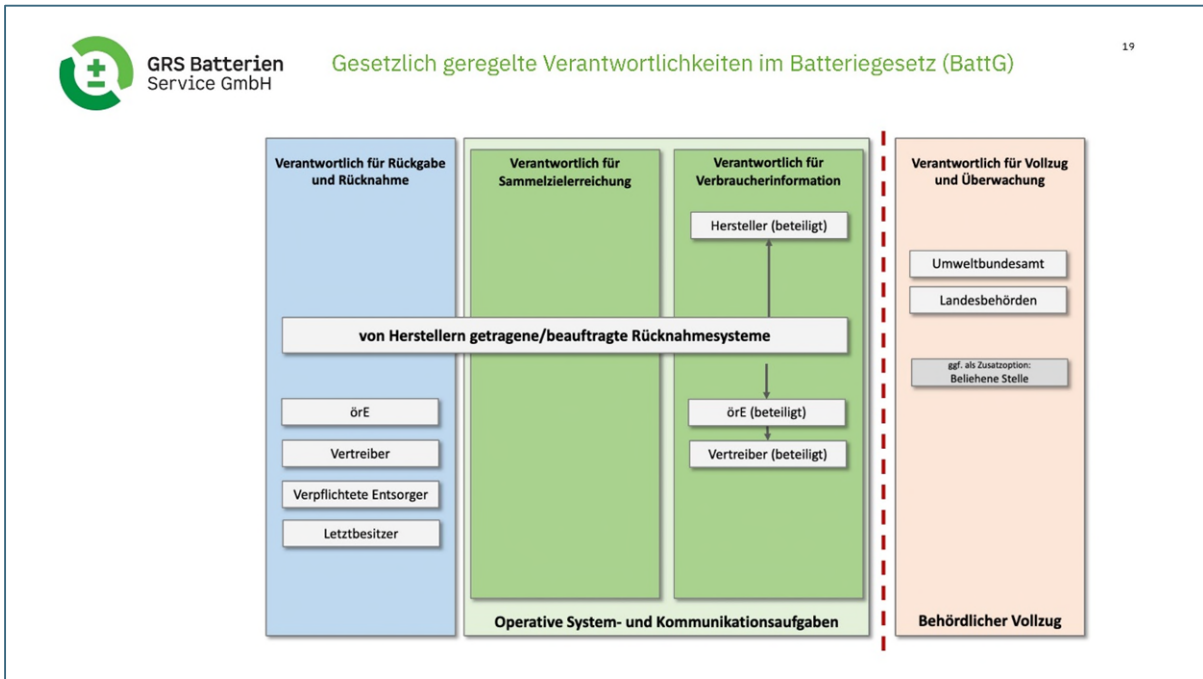 GRS Batterien
Service GmbH
Gesetzlich geregelte Verantwortlichkeiten im Batteriegesetz (BattG)
19
Verantwortlich für Rückgabe
und Rücknahme
Verantwortlich für
Sammelzielerreichung
Verantwortlich für
Verbraucherinformation
Verantwortlich für Vollzug
und Überwachung
Hersteller (beteiligt)
Umweltbundesamt
Landesbehörden
von Herstellern getragene/beauftragte Rücknahmesysteme
ggf. als Zusatzoption:
Beliehene Stelle
örE
örE (beteiligt)
Vertreiber
Vertreiber (beteiligt)
Verpflichtete Entsorger
Letztbesitzer
Operative System- und Kommunikationsaufgaben
Behördlicher Vollzug